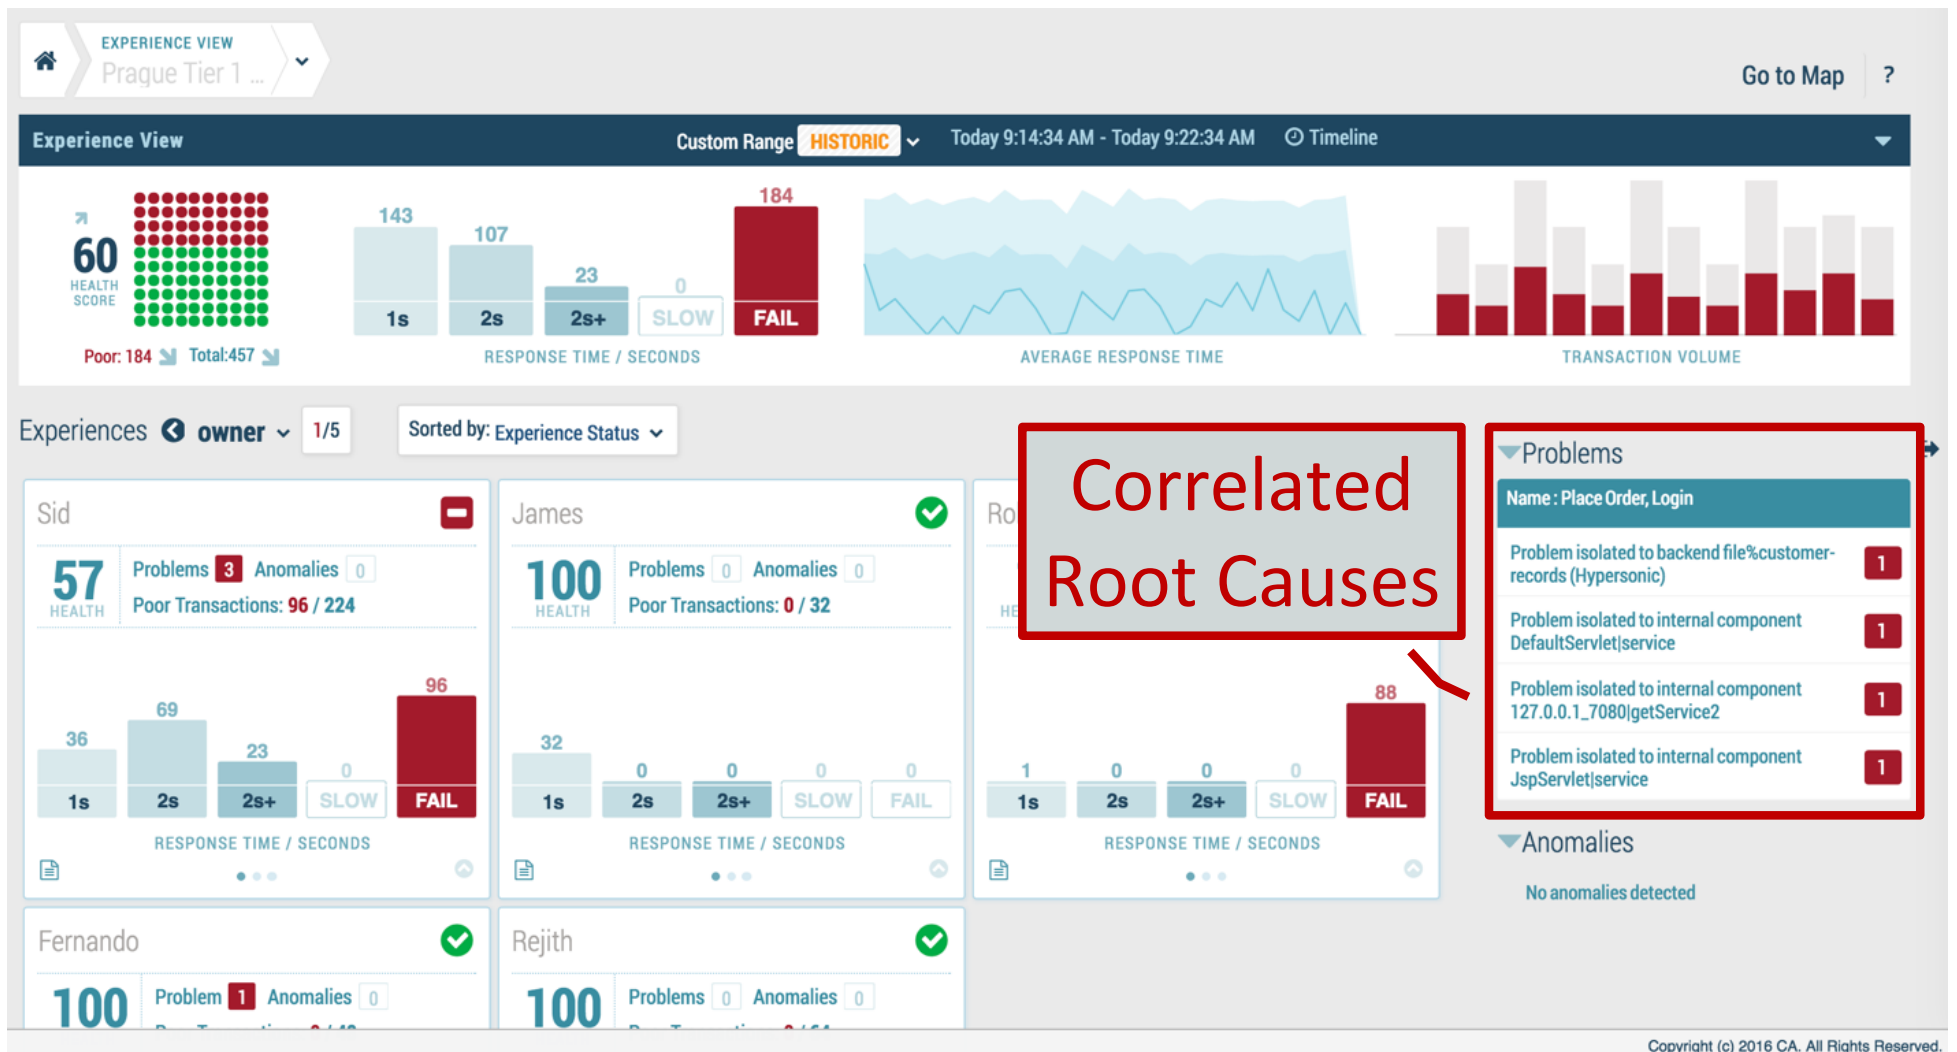 EXPERIENCE VIEW
Prague Tier 1 ...
Go to Map ?
Experience View
Custom Range HISTORIC
Today 9:14:34 AM - Today 9:22:34 AM
Timeline
60
HEALTH
SCORE
Poor: 184 Total:457
143 107 23 0 184
1s 2s 2s+ SLOW FAIL
RESPONSE TIME / SECONDS
AVERAGE RESPONSE TIME
TRANSACTION VOLUME
Experiences owner 1/5
Sorted by: Experience Status
Sid
57
HEALTH
Problems 3 Anomalies 0
Poor Transactions: 96 / 224
36 69 23 0 96
1s 2s 2s+ SLOW FAIL
RESPONSE TIME / SECONDS
James
100
HEALTH
Problems 0 Anomalies 0
Poor Transactions: 0 / 32
32 0 0 0 0
1s 2s 2s+ SLOW FAIL
RESPONSE TIME / SECONDS
Ro
HE
1 0 0 0 88
1s 2s 2s+ SLOW FAIL
RESPONSE TIME / SECONDS
Correlated
Root Causes
Problems
Name : Place Order, Login
Problem isolated to backend file%customer-
records (Hypersonic)
1
Problem isolated to internal component
DefaultServlet|service
1
Problem isolated to internal component
127.0.0.1_7080|getService2
1
Problem isolated to internal component
JspServlet|service
1
Anomalies
No anomalies detected
Fernando
100
Problem 1 Anomalies 0
Rejith
100
Problems 0 Anomalies 0
Copyright (c) 2016 CA. All Rights Reserved.